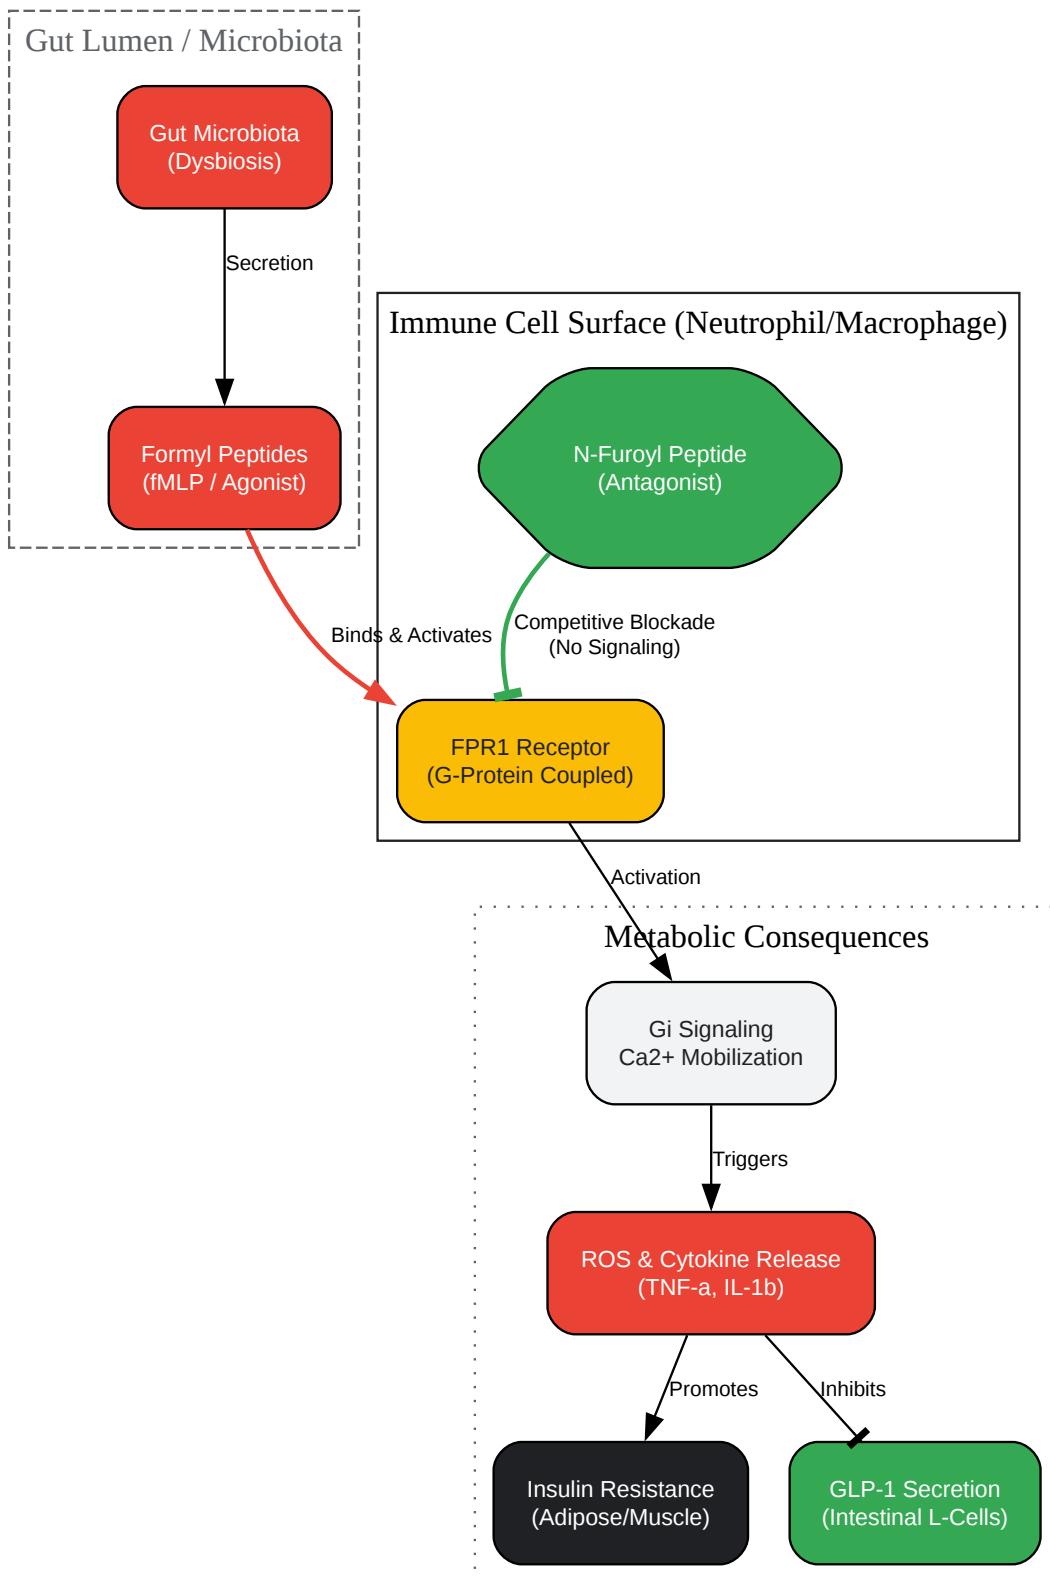 Gut Lumen / Microbiota
Gut Microbiota
(Dysbiosis)
Secretion
Formyl Peptides
(fMLP / Agonist)
Immune Cell Surface (Neutrophil/Macrophage)
N-Furoyl Peptide
(Antagonist)
Binds & Activates
Competitive Blockade
(No Signaling)
FPR1 Receptor
(G-Protein Coupled)
Activation
Metabolic Consequences
Gi Signaling
Ca2+ Mobilization
Triggers
ROS & Cytokine Release
(TNF-a, IL-1b)
Promotes
Inhibits
Insulin Resistance
(Adipose/Muscle)
GLP-1 Secretion
(Intestinal L-Cells)